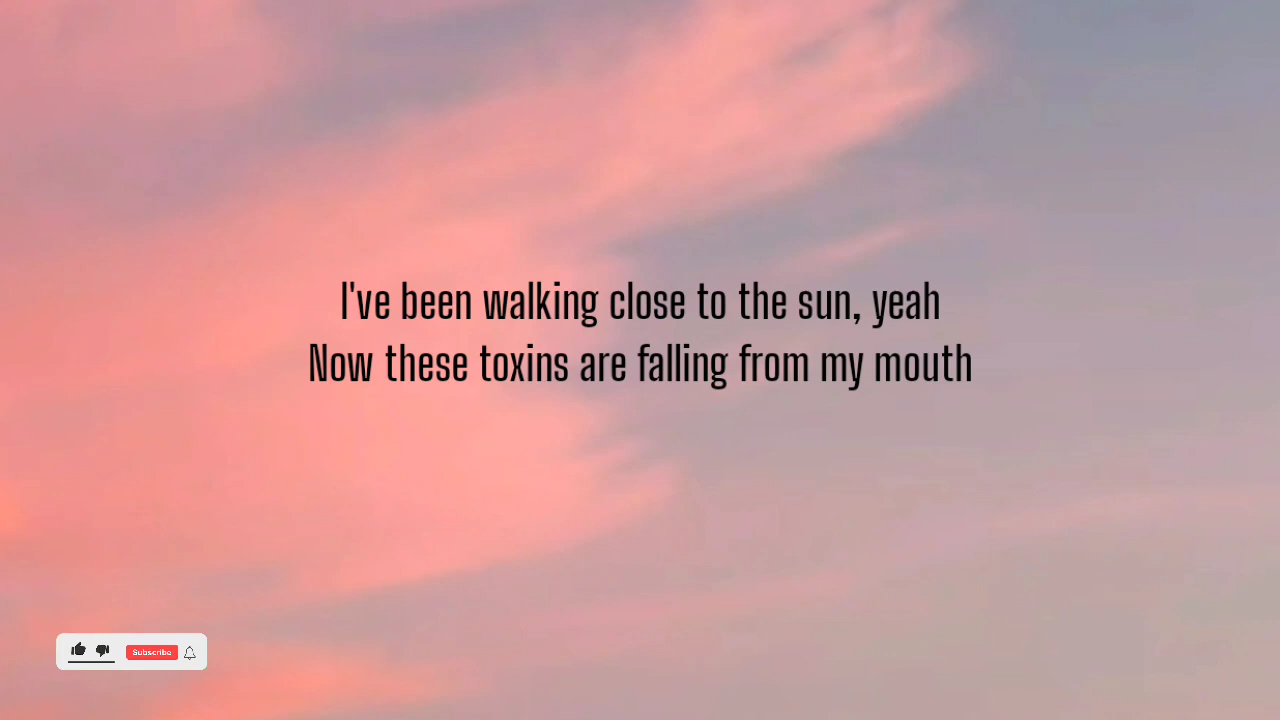 I've been walking close to the sun, yeah
Now these toxins are falling from my mouth
Subscribe